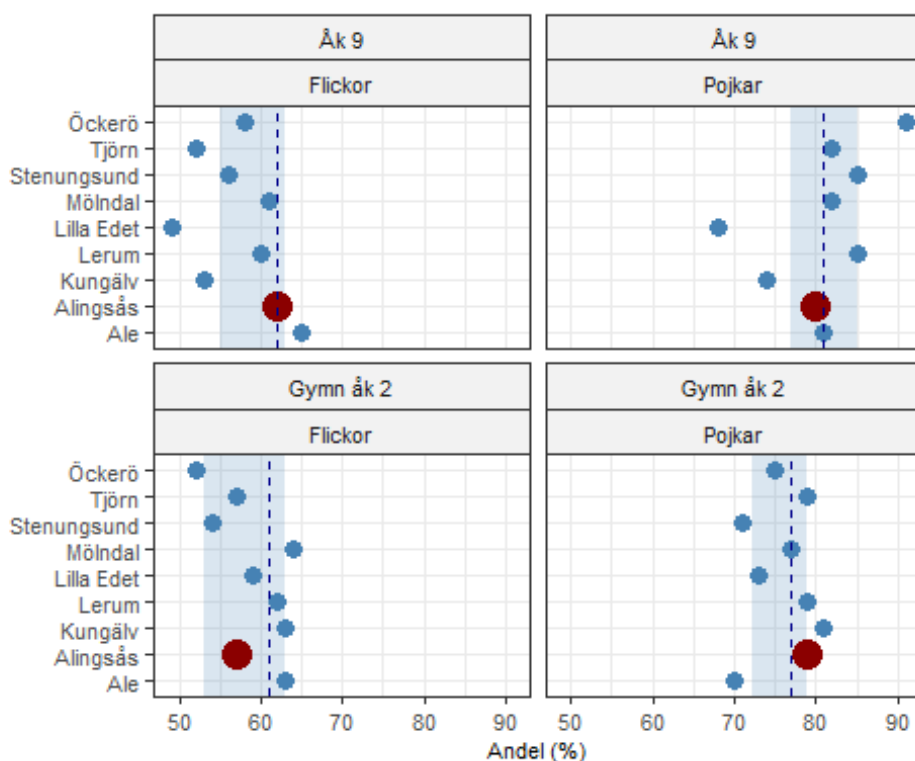 Åk 9
Åk 9
Flickor
Pojkar
Öckerö
Tjörn
Stenungsund
Mölndal
Lilla Edet
Lerum
Kungälv
Alingsås
Ale
Gymn åk 2
Gymn åk 2
Flickor
Pojkar
Öckerö
Tjörn
Stenungsund
Mölndal
Lilla Edet
Lerum
Kungälv
Alingsås
Ale
50 60 70 80 90 50 60 70 80 90
Andel (%)